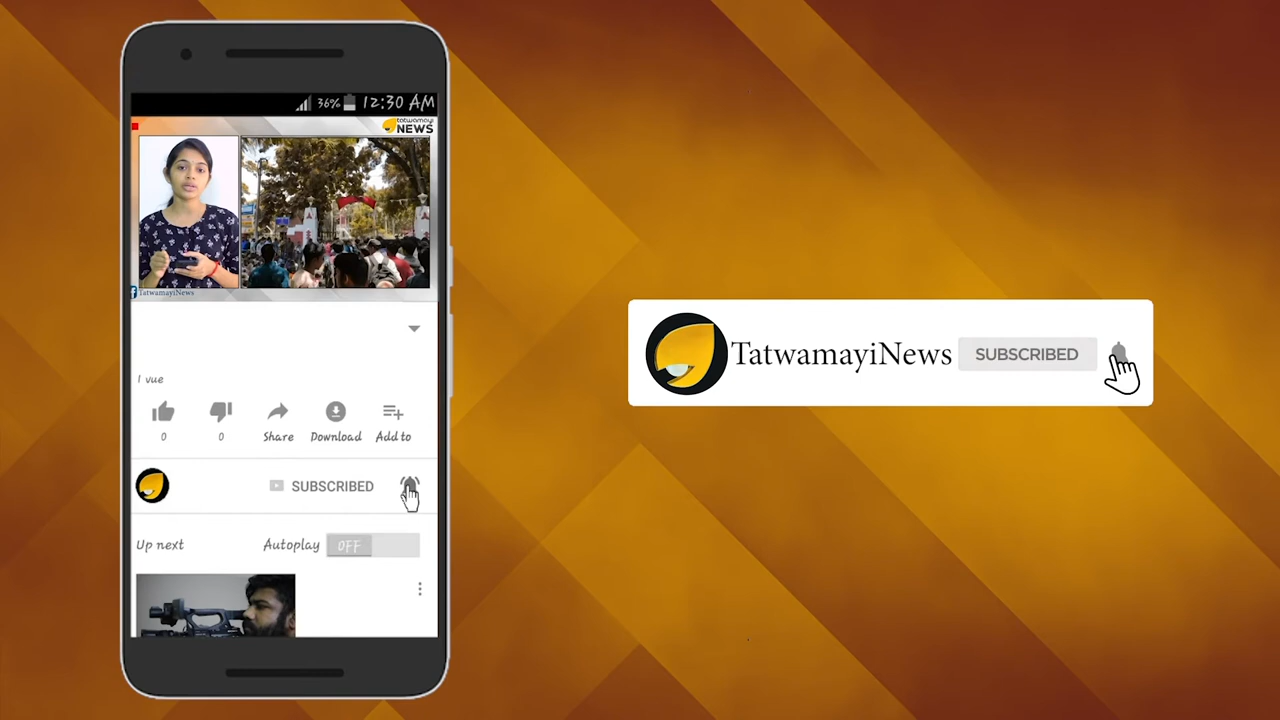 36% 12:30 AM
tatwamayi
NEWS
TatwamayiNews
1 vue
0 0 Share Download Add to
SUBSCRIBED
Up next Autoplay OFF
TatwamayiNews SUBSCRIBED